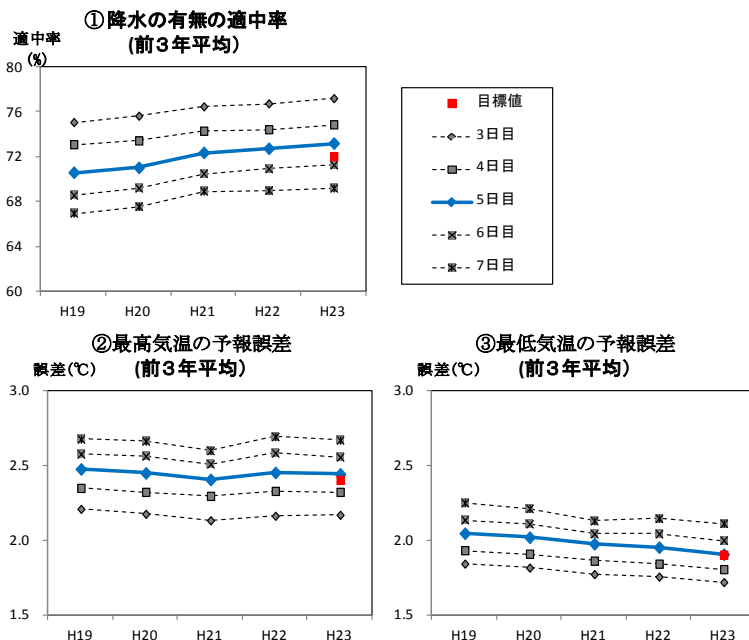 ①降水の有無の適中率
(前３年平均)
適中率
(%)
80
76
72
68
64
60
H19 H20 H21 H22 H23
目標値
3日目
4日目
5日目
6日目
7日目
②最高気温の予報誤差
(前３年平均)
誤差(℃)
3.0
2.5
2.0
1.5
H19 H20 H21 H22 H23
③最低気温の予報誤差
(前３年平均)
誤差(℃)
3.0
2.5
2.0
1.5
H19 H20 H21 H22 H23